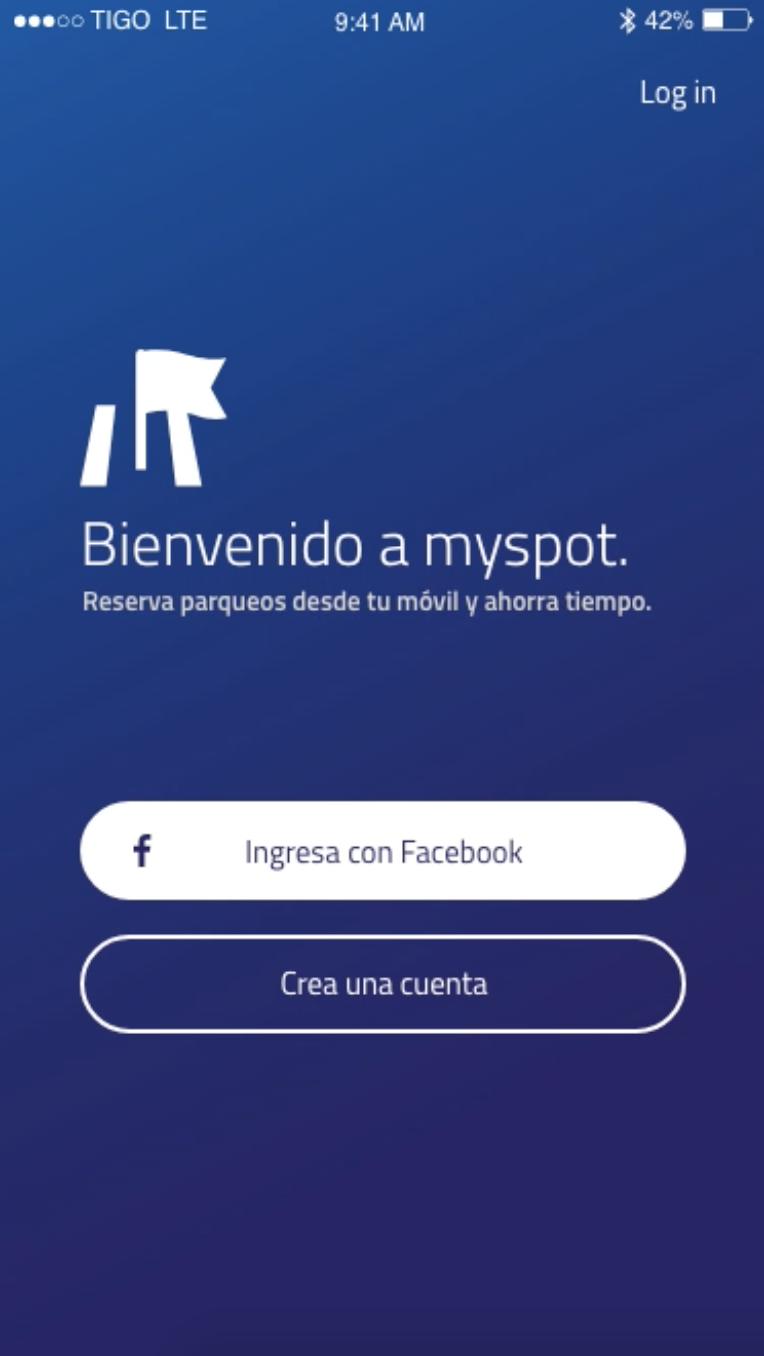 TIGO LTE 9:41 AM 42%
Log in
Bienvenido a myspot.
Reserva parqueos desde tu móvil y ahorra tiempo.
Ingresa con Facebook
Crea una cuenta